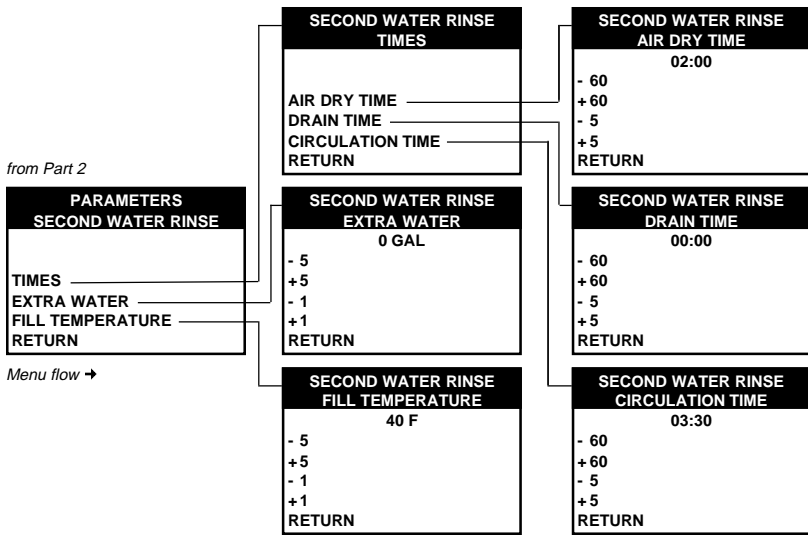 from Part 2
PARAMETERS
SECOND WATER RINSE
TIMES
EXTRA WATER
FILL TEMPERATURE
RETURN
Menu flow ➔
SECOND WATER RINSE
TIMES
AIR DRY TIME
DRAIN TIME
CIRCULATION TIME
RETURN
SECOND WATER RINSE
EXTRA WATER
0 GAL
- 5
+5
- 1
+1
RETURN
SECOND WATER RINSE
FILL TEMPERATURE
40 F
- 5
+5
- 1
+1
RETURN
SECOND WATER RINSE
AIR DRY TIME
02:00
- 60
+60
- 5
+5
RETURN
SECOND WATER RINSE
DRAIN TIME
00:00
- 60
+60
- 5
+5
RETURN
SECOND WATER RINSE
CIRCULATION TIME
03:30
- 60
+60
- 5
+5
RETURN